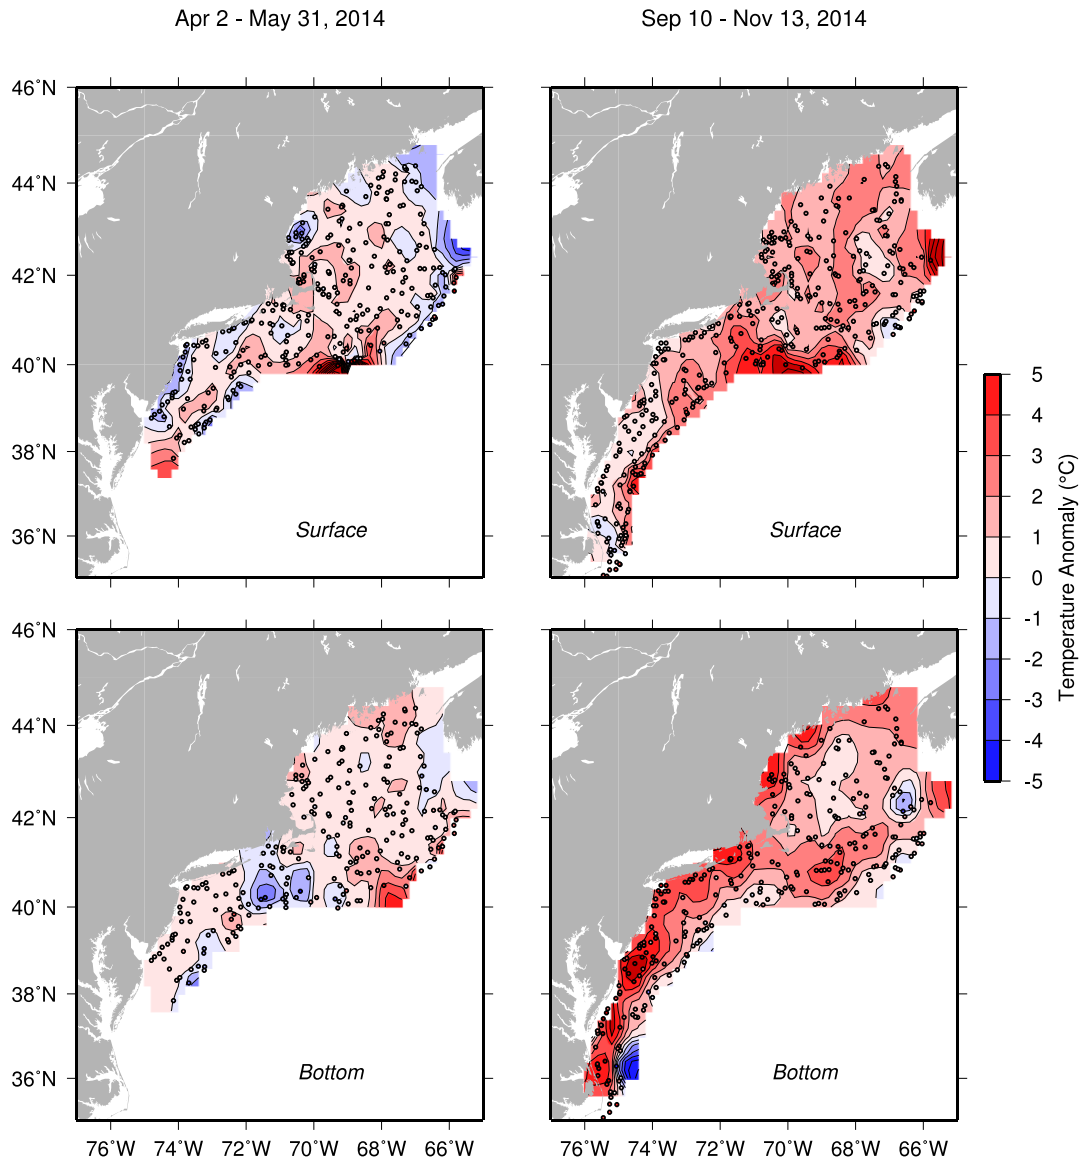 Apr 2 - May 31, 2014
Sep 10 - Nov 13, 2014
46˚N
44˚N
42˚N
40˚N
38˚N
36˚N
Surface
Surface
5
4
3
2
1
0
-1
-2
-3
-4
-5
Temperature Anomaly (°C)
46˚N
44˚N
42˚N
40˚N
38˚N
36˚N
Bottom
Bottom
76˚W 74˚W 72˚W 70˚W 68˚W 66˚W
76˚W 74˚W 72˚W 70˚W 68˚W 66˚W